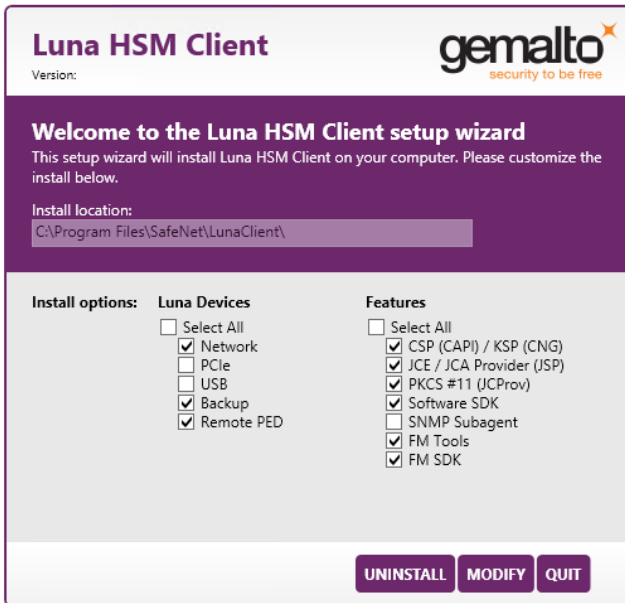 Luna HSM Client
Version:
gemalto
security to be free
Welcome to the Luna HSM Client setup wizard
This setup wizard will install Luna HSM Client on your computer. Please customize the
install below.
Install location:
C:\Program Files\SafeNet\LunaClient\
Install options:
Luna Devices
Select All
Network
PCIe
USB
Backup
Remote PED
Features
Select All
CSP (CAPI) / KSP (CNG)
JCE / JCA Provider (JSP)
PKCS #11 (JCProv)
Software SDK
SNMP Subagent
FM Tools
FM SDK
UNINSTALL
MODIFY
QUIT